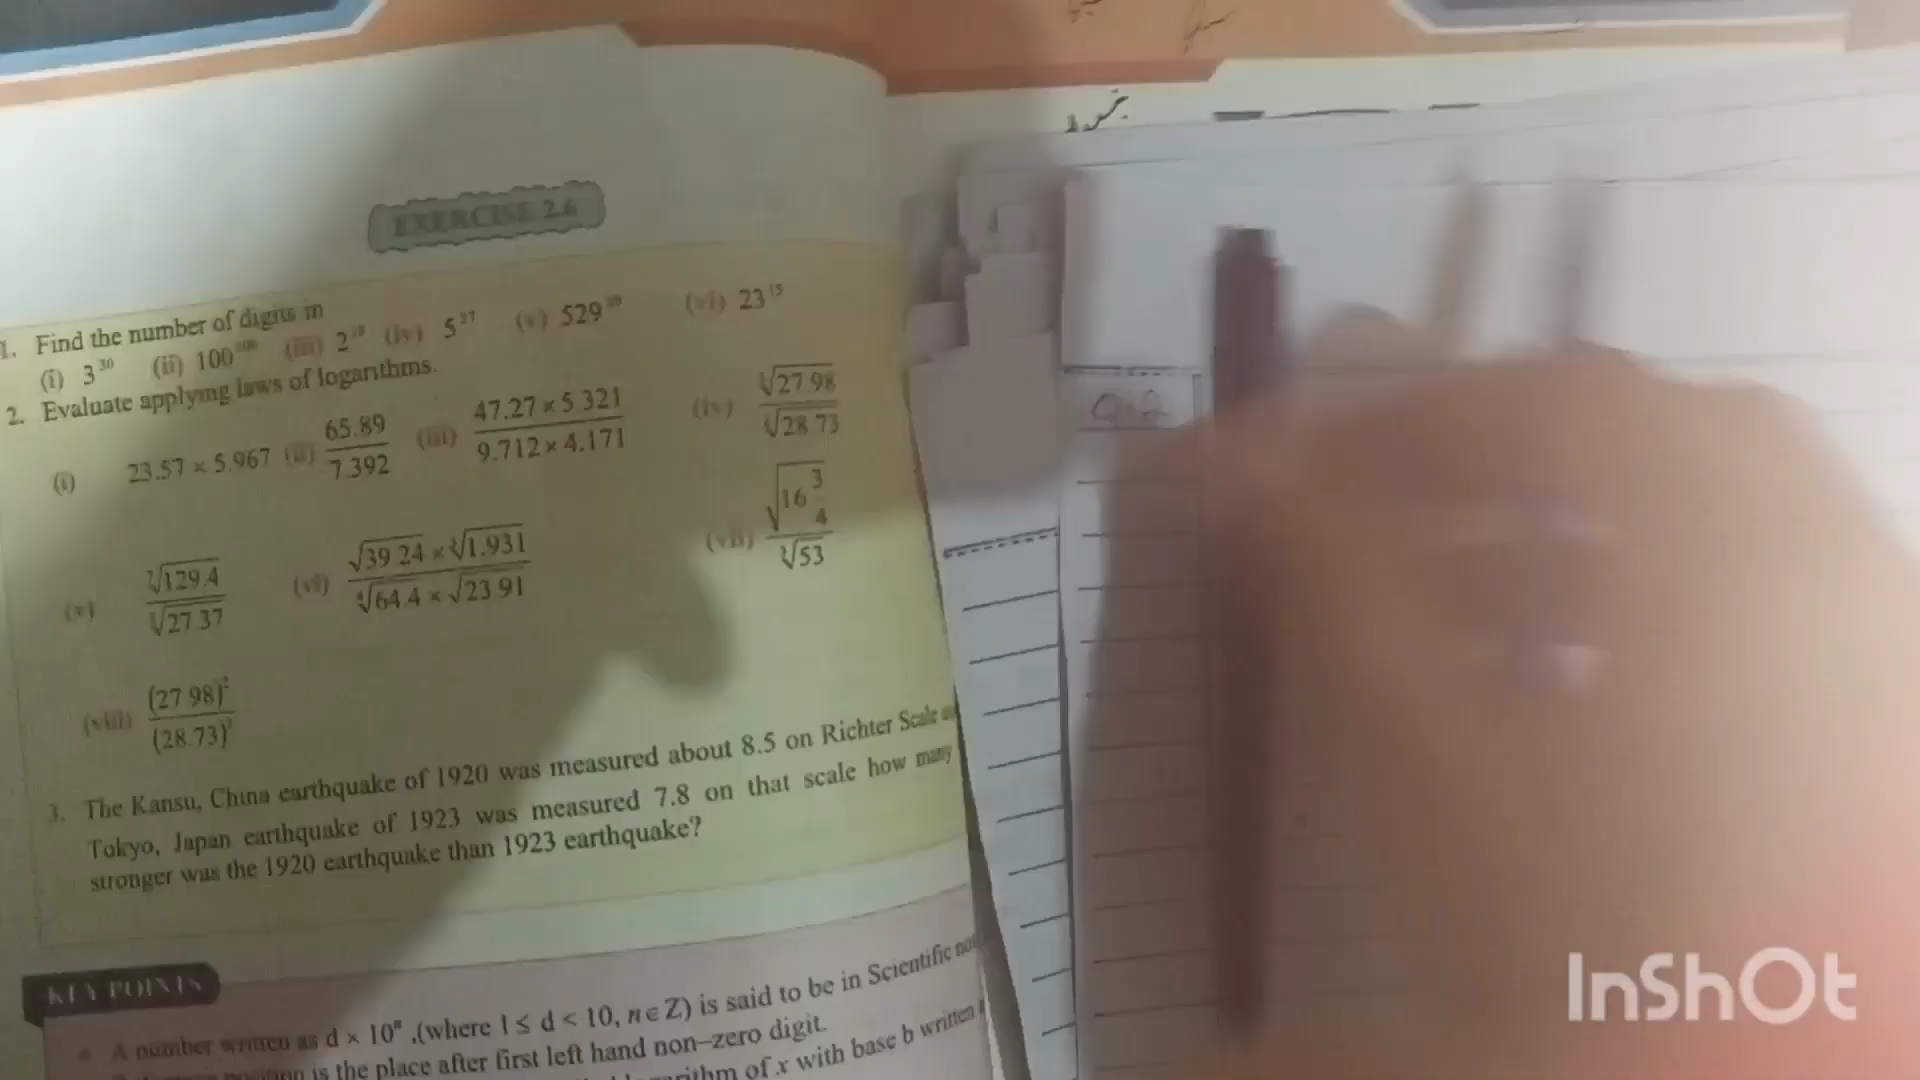 EXERCISE 2.6
1. Find the number of digits in
(i) 3³⁰ (ii) 100 (iii) 2 (iv) 5²⁷ (v) 529 (vi) 23¹⁵
2. Evaluate applying laws of logarithms.
(i) 23.57 × 5.967 (ii) 65.89 / 7.392 (iii) 47.27 × 5.321 / 9.712 × 4.171 (iv) √27.98 / √28.73
(v) √129.4 / √27.37 (vi) √39.24 × √1.931 / √64.4 × √23.91 (vii) √16 3/4 / ∛53
(viii) (27.98) / (28.73)
3. The Kansu, China earthquake of 1920 was measured about 8.5 on Richter Scale
Tokyo, Japan earthquake of 1923 was measured 7.8 on that scale how many
stronger was the 1920 earthquake than 1923 earthquake?
KEY POINTS
A number written as d × 10ⁿ ,(where 1 ≤ d < 10, n ∈ Z) is said to be in Scientific
is the place after first left hand non–zero digit.
of x with base b written
Q.2
InShOt